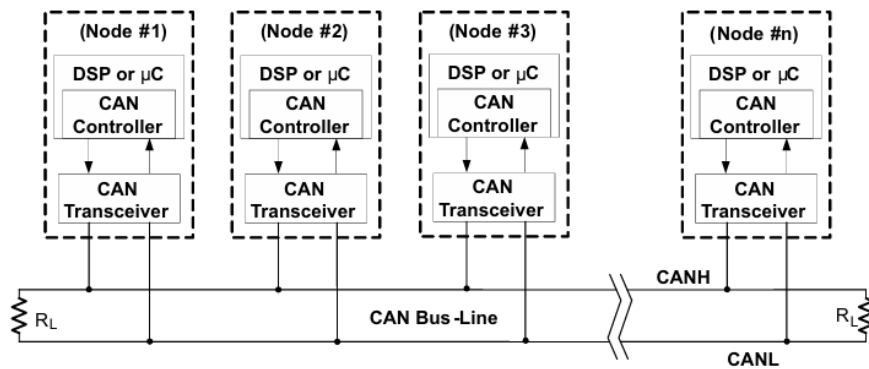 (Node #1)
DSP or µC
CAN
Controller
CAN
Transceiver
(Node #2)
DSP or µC
CAN
Controller
CAN
Transceiver
(Node #3)
DSP or µC
CAN
Controller
CAN
Transceiver
(Node #n)
DSP or µC
CAN
Controller
CAN
Transceiver
CANH
RL
CAN Bus-Line
RL
CANL